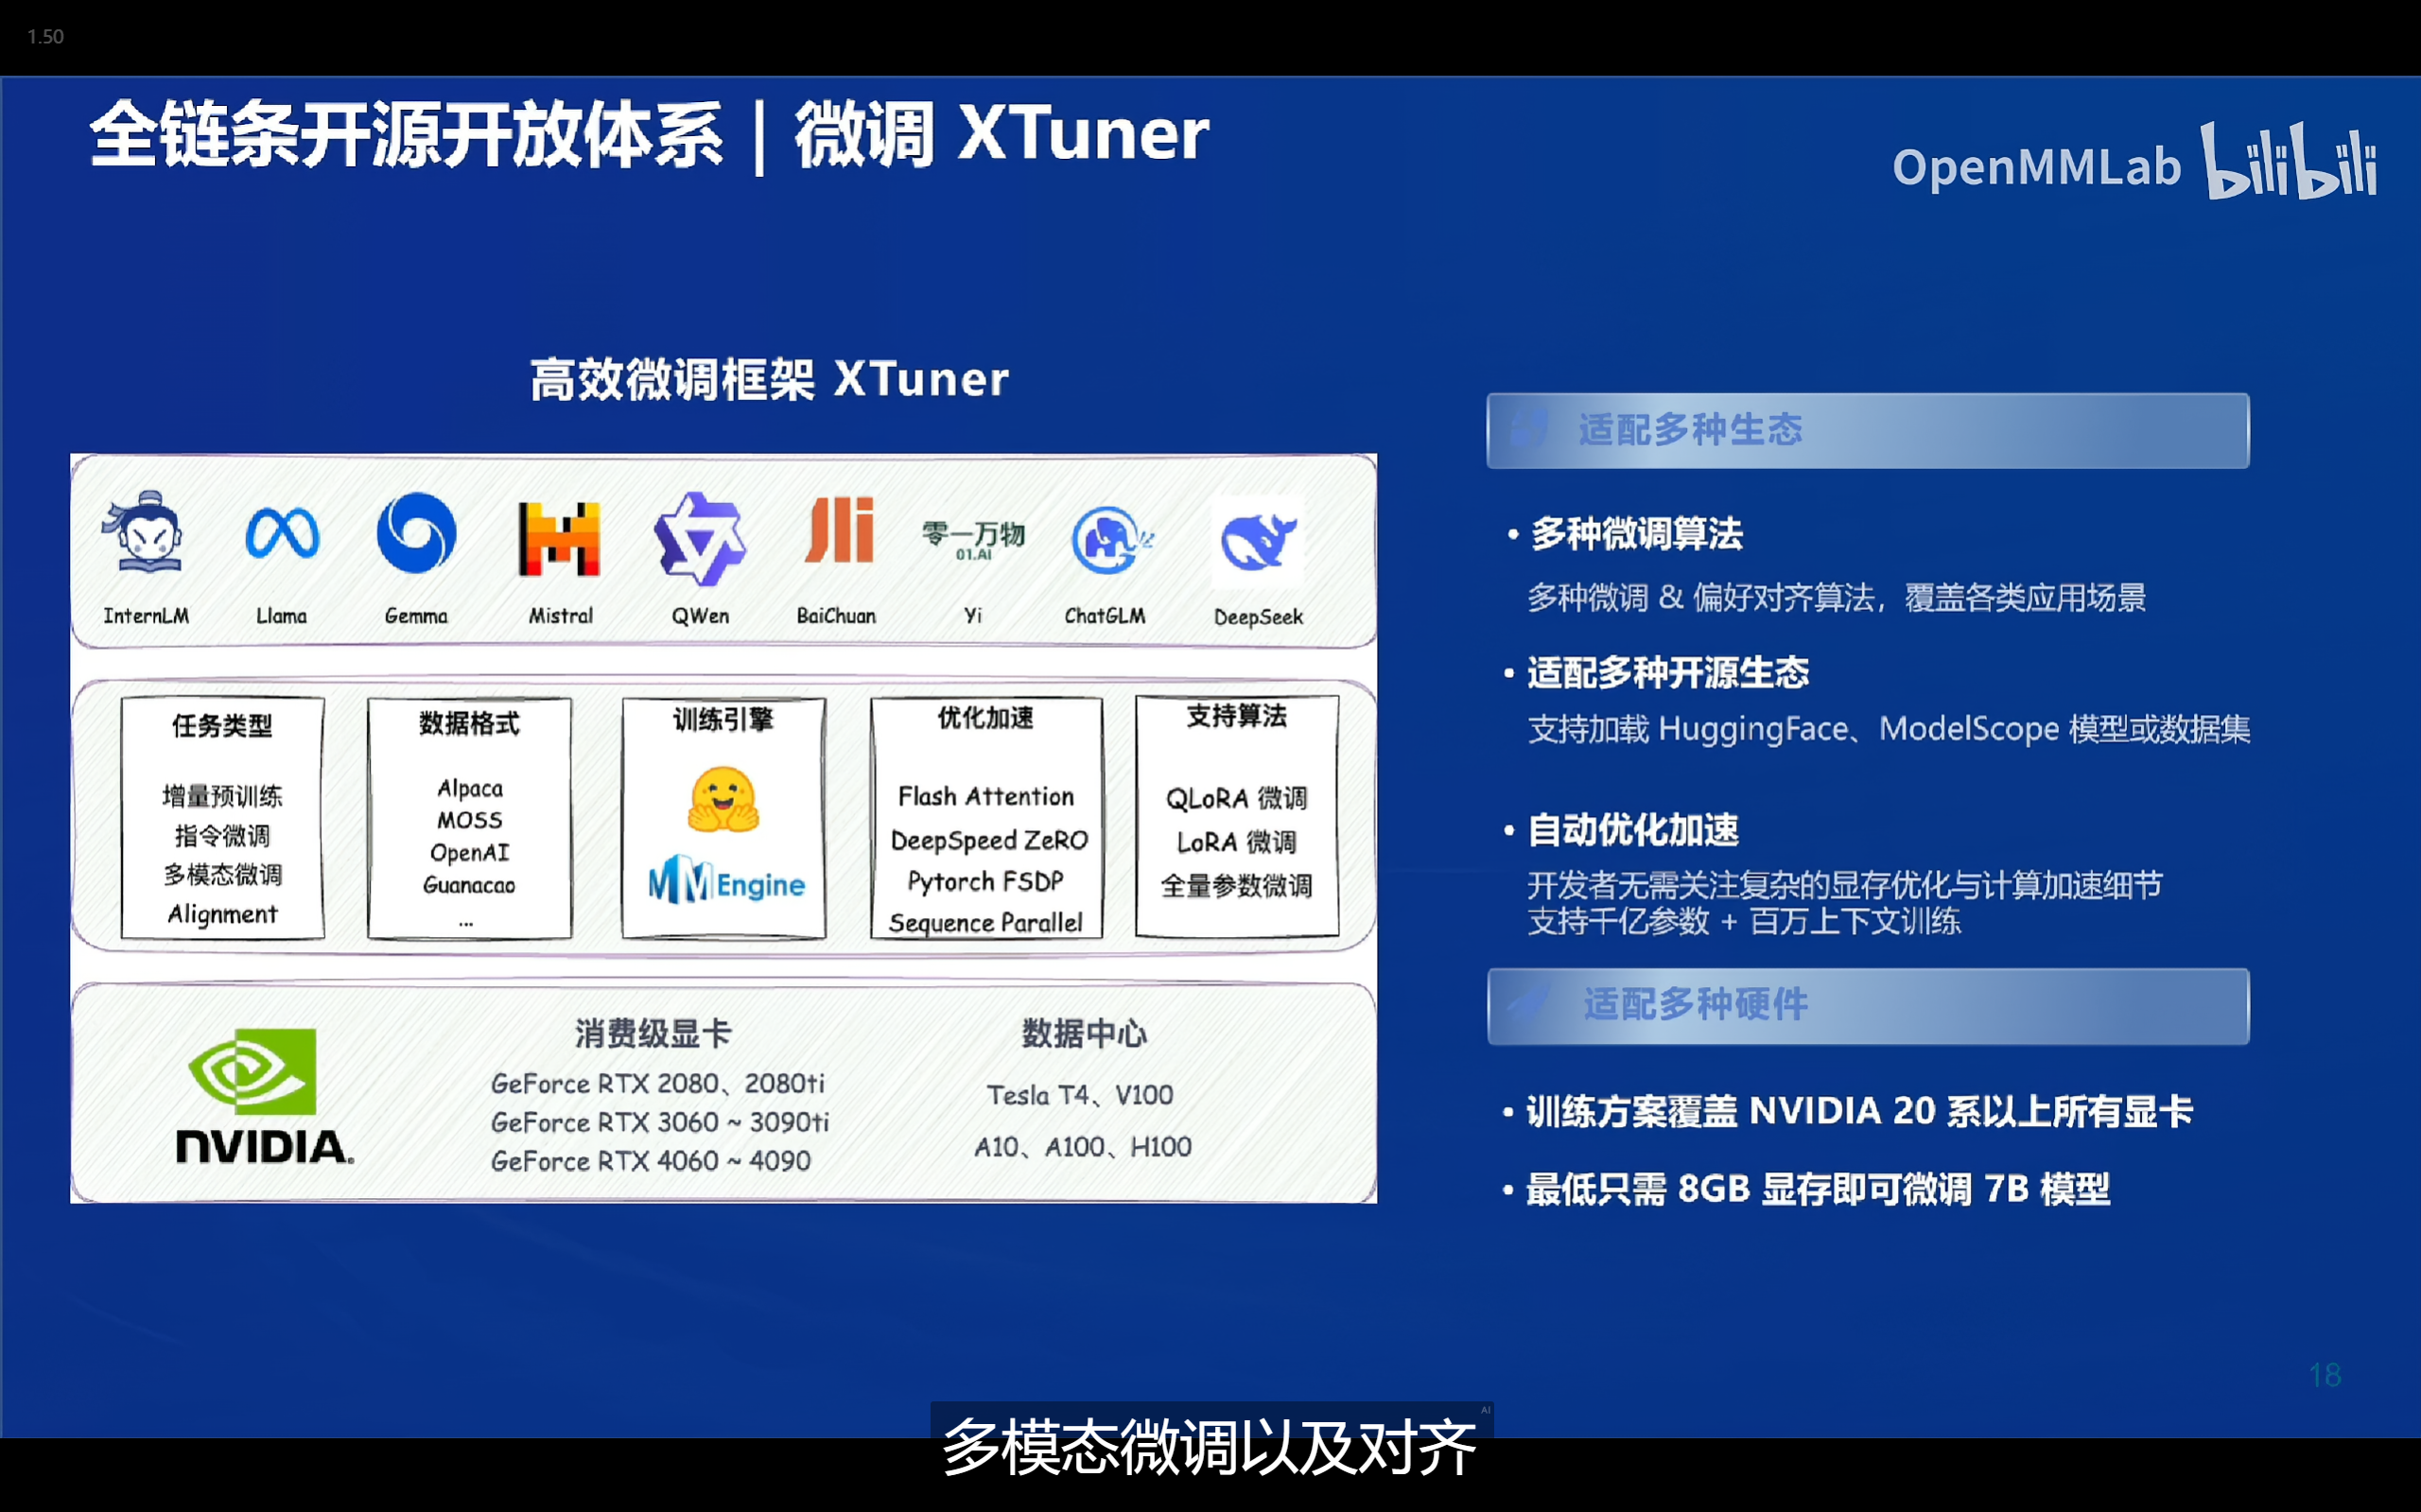 1.50
全链条开源开放体系 | 微调 XTuner
OpenMMLab bilibili
高效微调框架 XTuner
零一万物
01.AI
InternLM Llama Gemma Mistral QWen BaiChuan Yi ChatGLM DeepSeek
任务类型
增量预训练
指令微调
多模态微调
Alignment
数据格式
Alpaca
MOSS
OpenAI
Guanacao
...
训练引擎
MMEngine
优化加速
Flash Attention
DeepSpeed ZeRO
Pytorch FSDP
Sequence Parallel
支持算法
QLoRA 微调
LoRA 微调
全量参数微调
NVIDIA.
消费级显卡
GeForce RTX 2080、2080ti
GeForce RTX 3060 ~ 3090ti
GeForce RTX 4060 ~ 4090
数据中心
Tesla T4、V100
A10、A100、H100
适配多种生态
• 多种微调算法
多种微调 & 偏好对齐算法，覆盖各类应用场景
• 适配多种开源生态
支持加载 HuggingFace、ModelScope 模型或数据集
• 自动优化加速
开发者无需关注复杂的显存优化与计算加速细节
支持千亿参数 + 百万上下文训练
适配多种硬件
• 训练方案覆盖 NVIDIA 20 系以上所有显卡
• 最低只需 8GB 显存即可微调 7B 模型
18
AI
多模态微调以及对齐